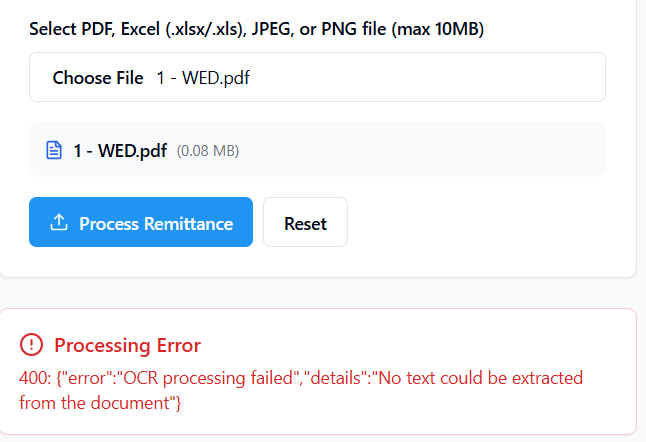 Select PDF, Excel (.xlsx/.xls), JPEG, or PNG file (max 10MB)
Choose File 1 - WED.pdf
1 - WED.pdf (0.08 MB)
Process Remittance Reset
Processing Error
400: {"error":"OCR processing failed","details":"No text could be extracted
from the document"}